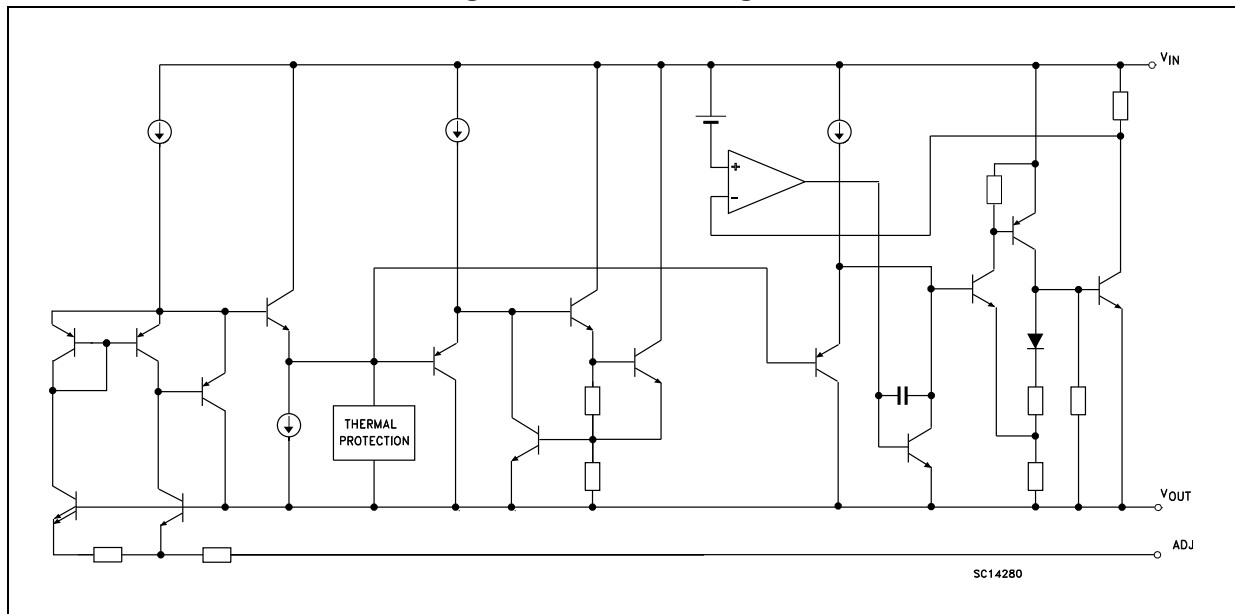 VIN
+
−
THERMAL
PROTECTION
VOUT
ADJ
SC14280